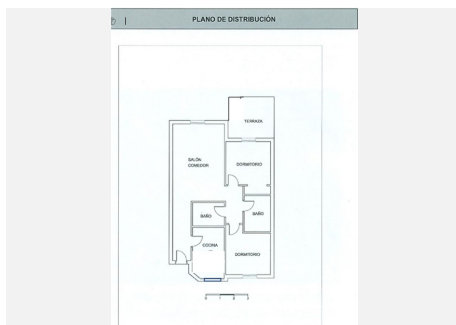 PLANO DE DISTRIBUCIÓN
TERRAZA
SALÓN
COMEDOR
DORMITORIO
BAÑO
BAÑO
COCINA
DORMITORIO